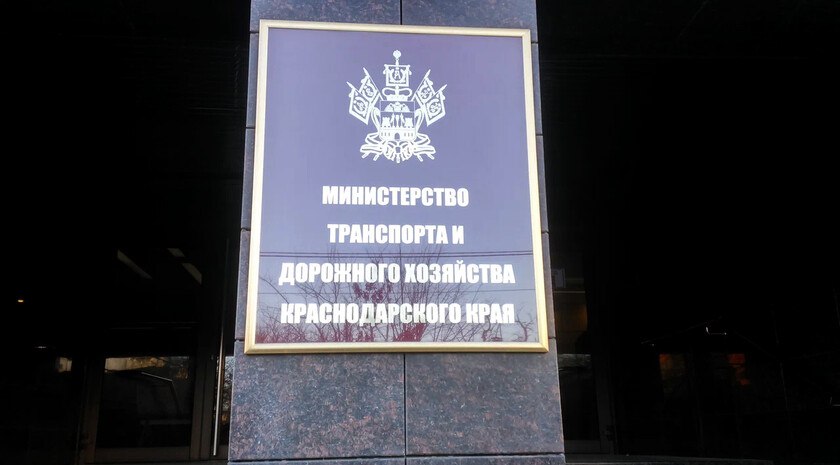 МИНИСТЕРСТВО
ТРАНСПОРТА И
ДОРОЖНОГО ХОЗЯЙСТВА
КРАСНОДАРСКОГО КРАЯ